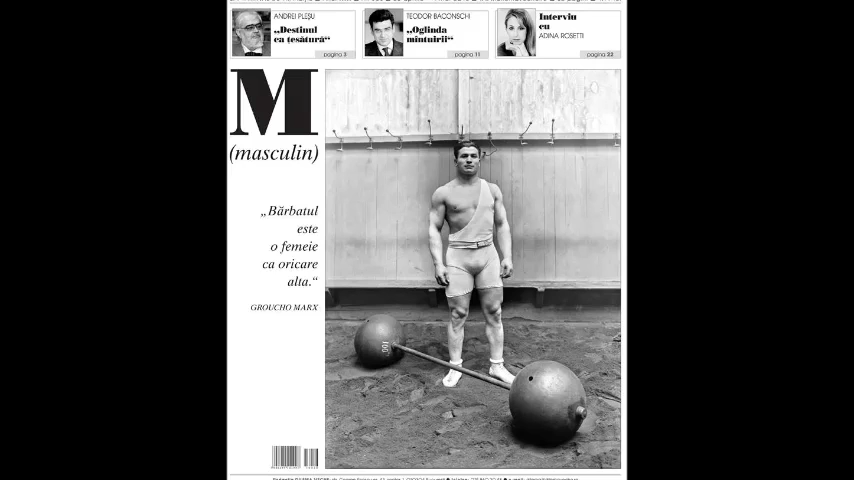 ANDREI PLEȘU
„Destinul
ca țesătură“
pagina 3
TEODOR BACONSCHI
„Oglinda
mîntuirii“
pagina 11
Interviu
cu
ADINA ROSETTI
pagina 22
M
(masculin)
„Bărbatul
este
o femeie
ca oricare
alta.“
GROUCHO MARX
100